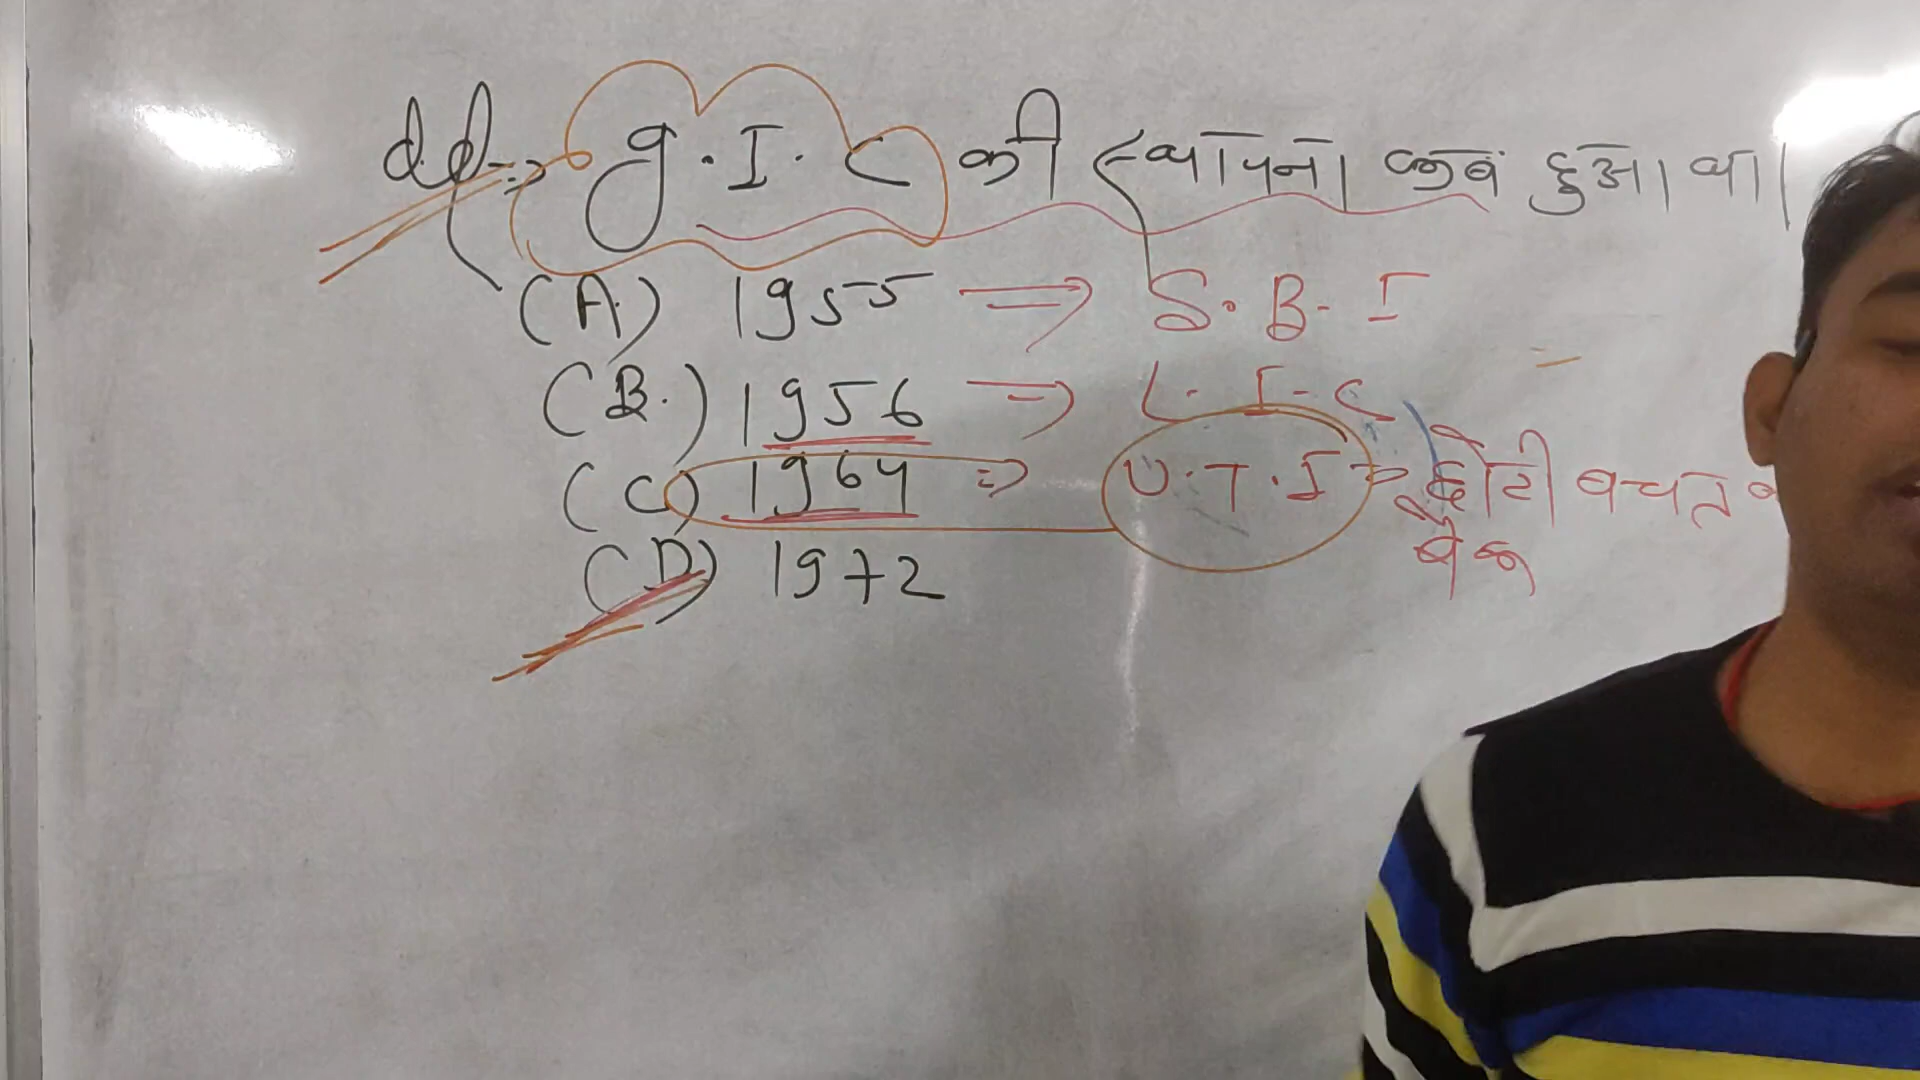 G.I.C की स्थापना कब हुआ था।
(A.) 1955 ⇒ S.B.I
(B.) 1956 ⇒ L.I.C
(C) 1964 ⇒ U.T.I ⇒ छोटी बचत
बैंक
(D) 1972